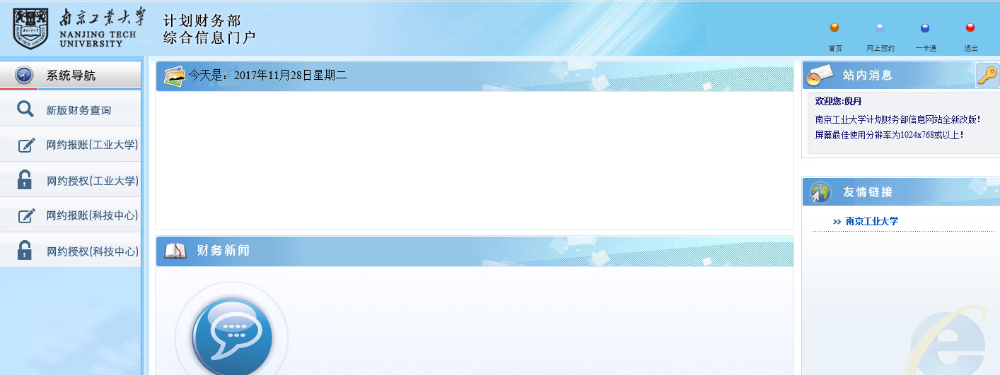 南京工业大学
NANJING TECH
UNIVERSITY
计划财务部
综合信息门户
首页
网上预约
一卡通
退出
系统导航
新版财务查询
网约报账(工业大学)
网约授权(工业大学)
网约报账(科技中心)
网约授权(科技中心)
今天是：2017年11月28日星期二
财务新闻
站内消息
欢迎您:倪丹
南京工业大学计划财务部信息网站全新改版！
屏幕最佳使用分辨率为1024x768或以上！
友情链接
南京工业大学